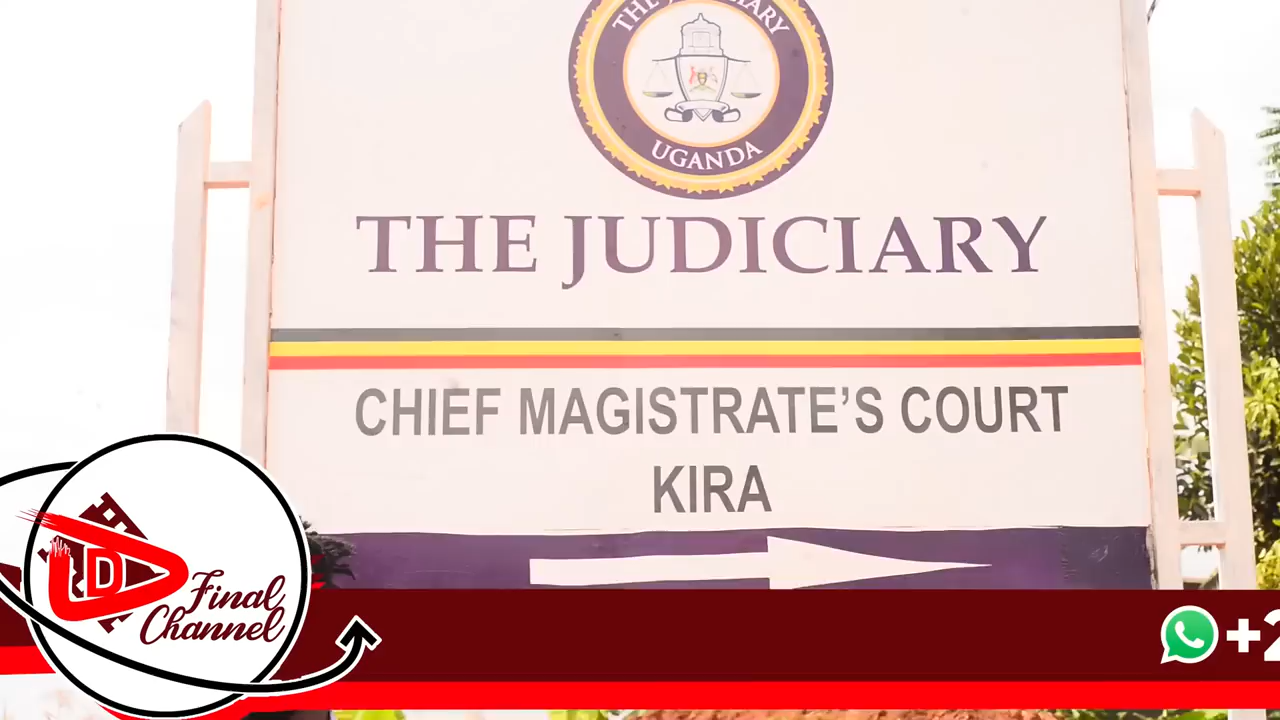 THE JUDICIARY
UGANDA
THE JUDICIARY
CHIEF MAGISTRATE'S COURT
KIRA
D
Final
Channel
+2